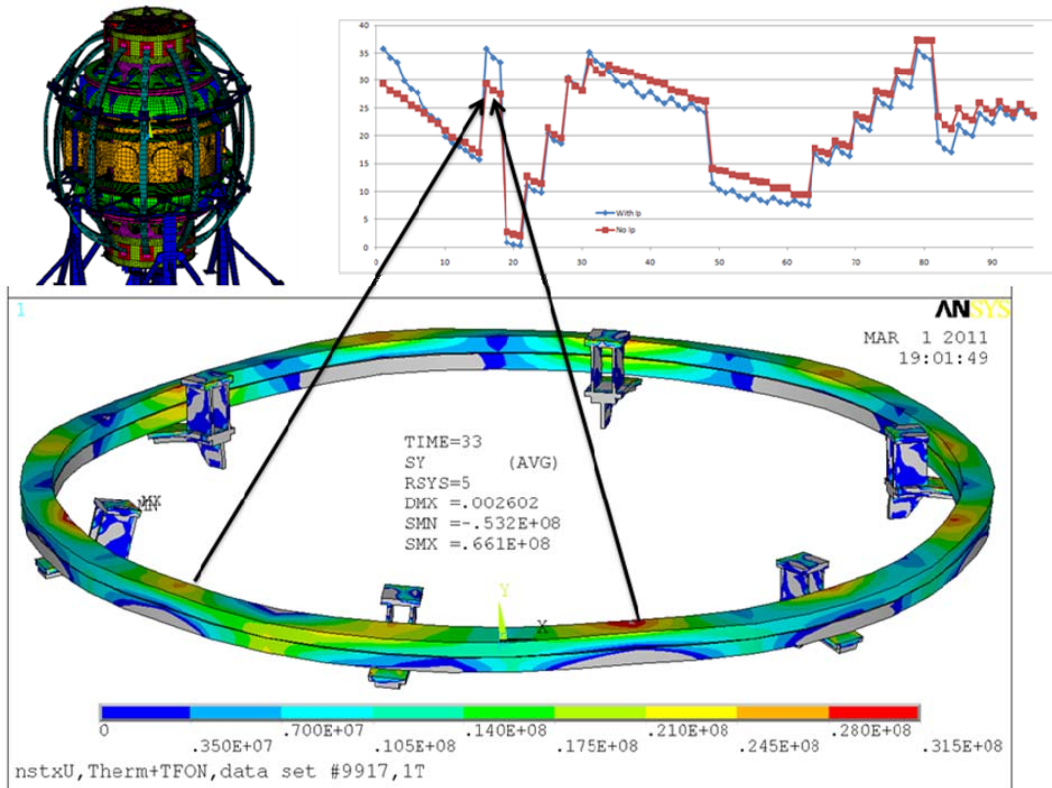 40
35
30
25
20
15
10
5
0
0 10 20 30 40 50 60 70 80 90
With Ip
No Ip
1
ANSYS
MAR 1 2011
19:01:49
TIME=33
SY (AVG)
RSYS=5
DMX =.002602
SMN =-.532E+08
SMX =.661E+08
MX
MN
Y
X
0 .700E+07 .140E+08 .210E+08 .280E+08
.350E+07 .105E+08 .175E+08 .245E+08 .315E+08
nstxU,Therm+TFON,data set #9917,1T